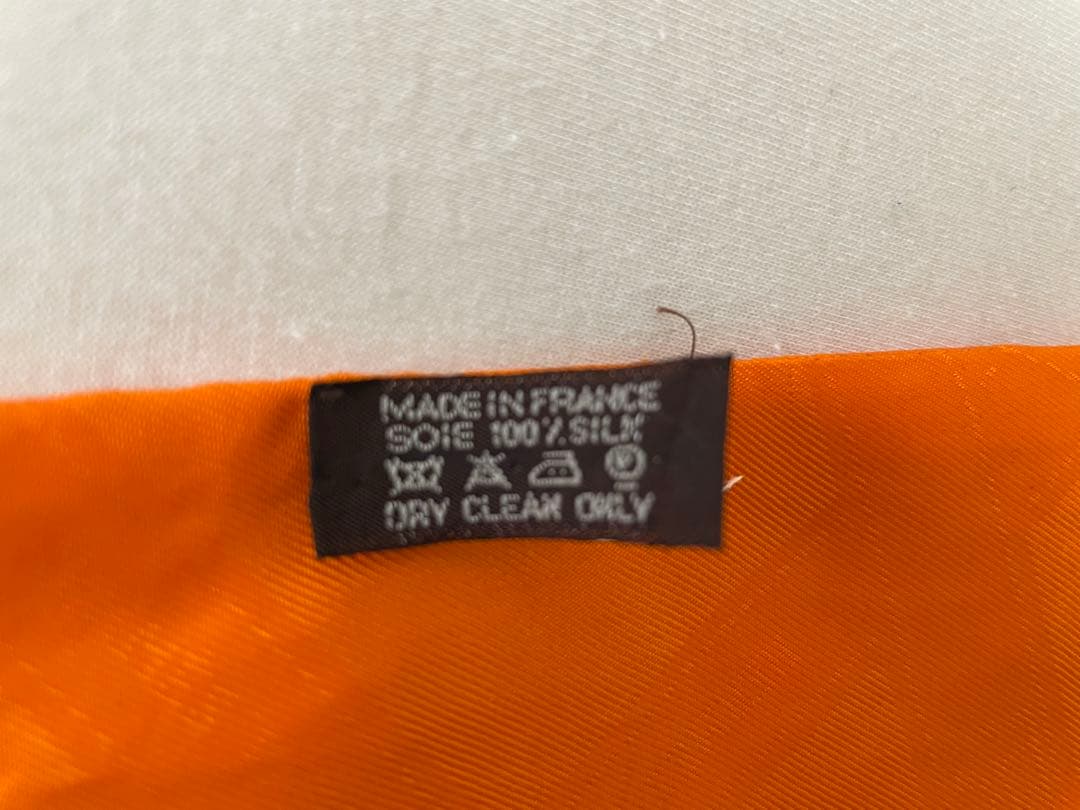 MADE IN FRANCE
SOIE 100% SILK
DRY CLEAN ONLY